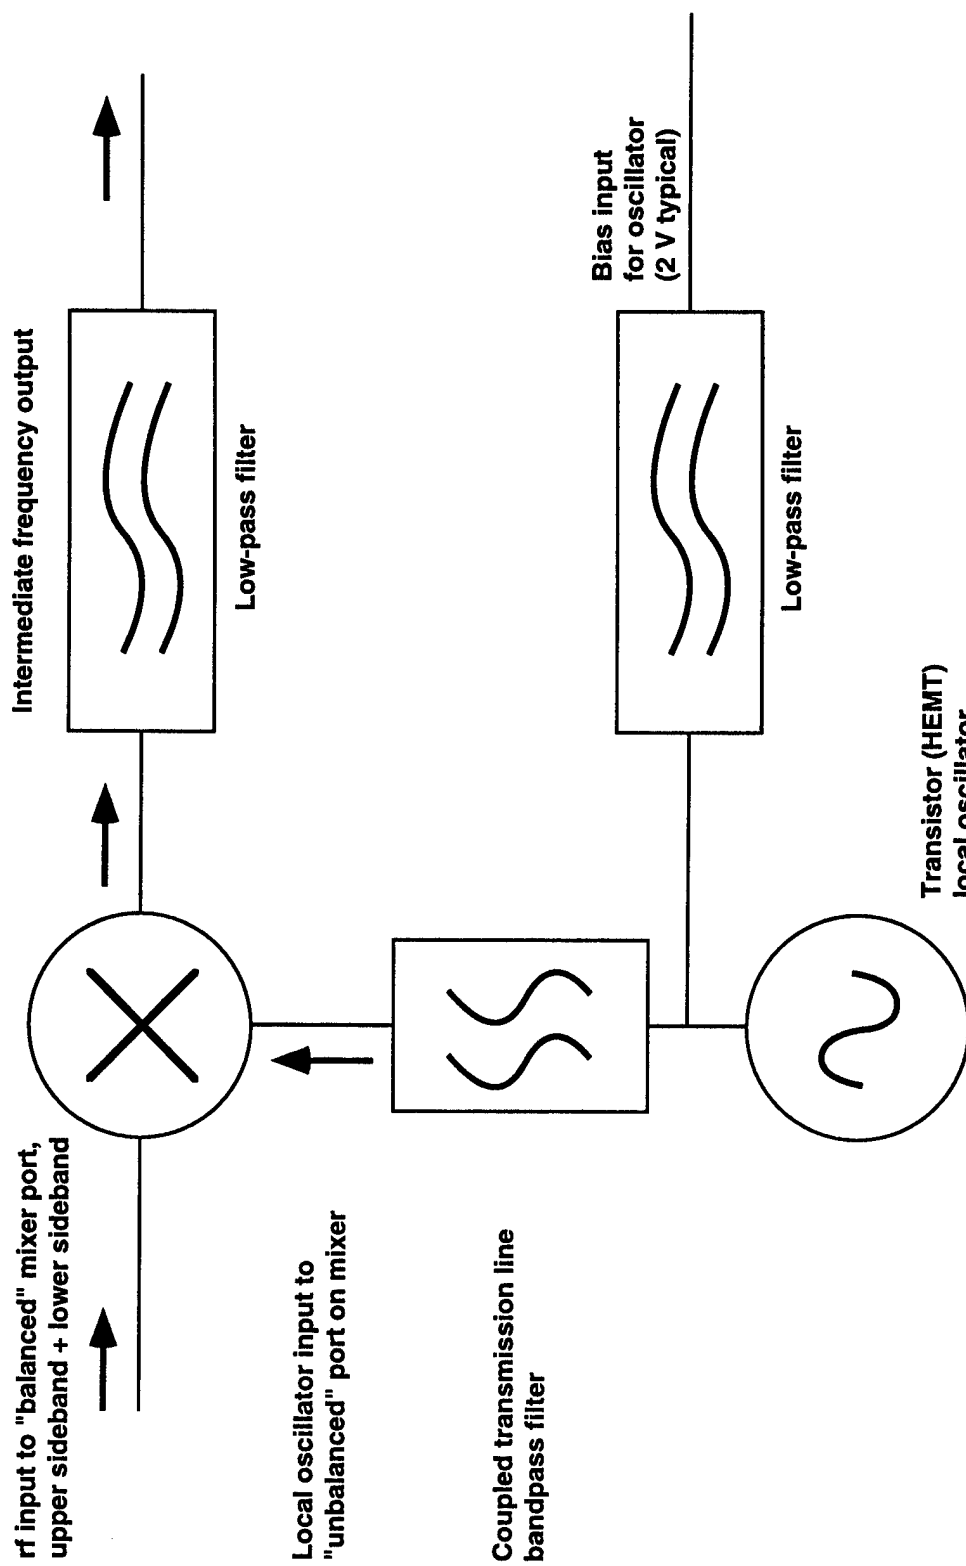 rf input to "balanced" mixer port,
upper sideband + lower sideband
Intermediate frequency output
Low-pass filter
Local oscillator input to
"unbalanced" port on mixer
Coupled transmission line
bandpass filter
Bias input
for oscillator
(2 V typical)
Low-pass filter
Transistor (HEMT)
local oscillator